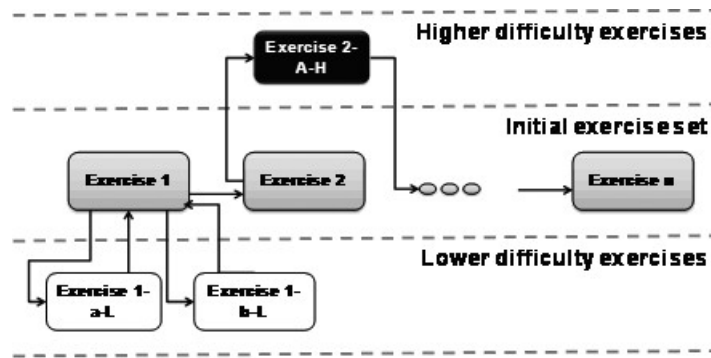 Higher difficulty exercises
Exercise 2-
A-H
Initial exercise set
Exercise 1
Exercise 2
Exercise n
Lower difficulty exercises
Exercise 1-
a-L
Exercise 1-
b-L